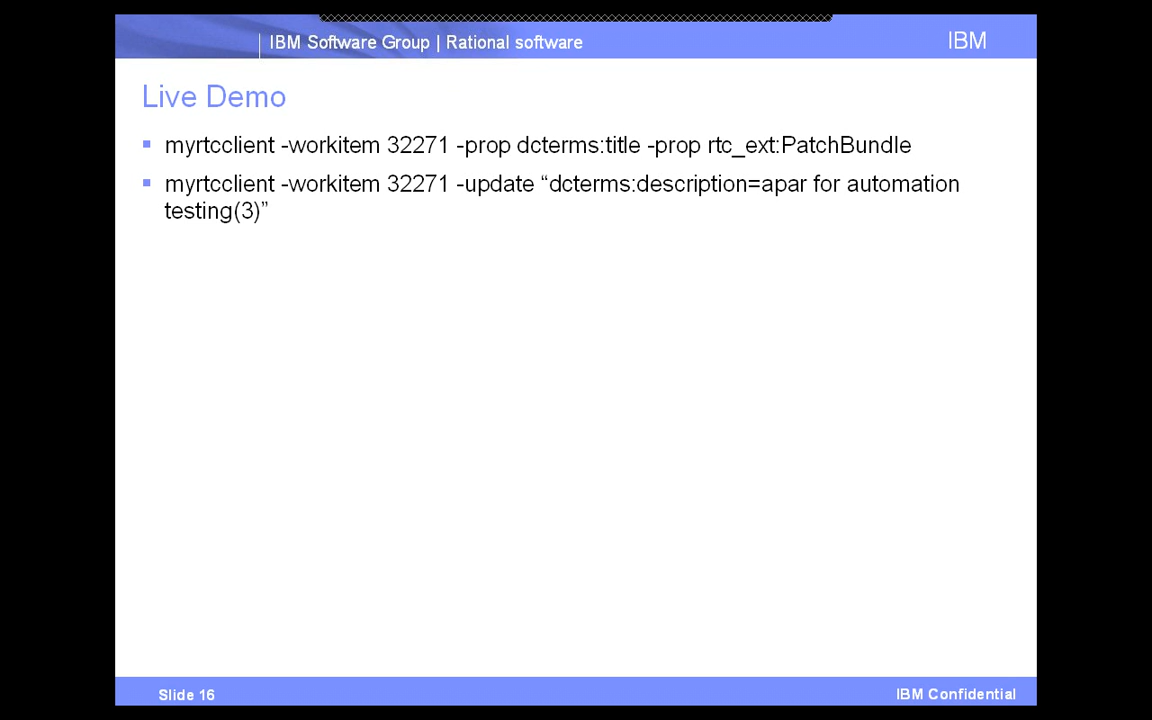 IBM Software Group | Rational software
IBM
Live Demo
myrtcclient -workitem 32271 -prop dcterms:title -prop rtc_ext:PatchBundle
myrtcclient -workitem 32271 -update “dcterms:description=apar for automation
testing(3)”
Slide 16
IBM Confidential